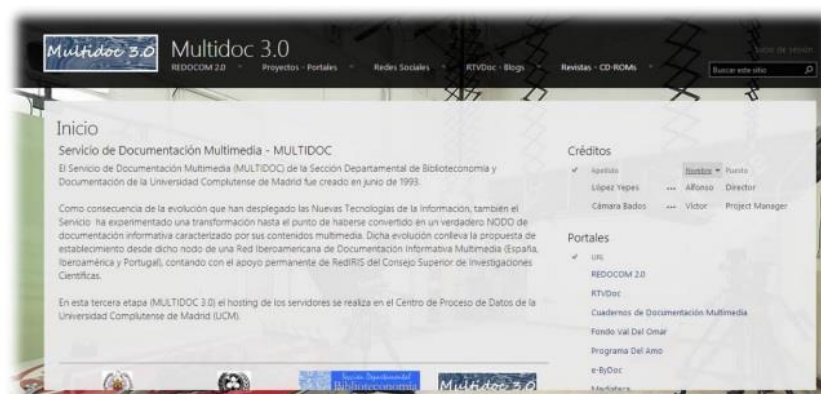 Multidoc 3.0
Multidoc 3.0
Inicio de sesión
REDOCOM 2.0 Proyectos - Portales Redes Sociales RTVDoc - Blogs Revistas - CD-ROMs
Buscar este sitio
Inicio
Servicio de Documentación Multimedia - MULTIDOC
El Servicio de Documentación Multimedia (MULTIDOC) de la Sección Departamental de Biblioteconomía y
Documentación de la Universidad Complutense de Madrid fue creado en junio de 1993.
Como consecuencia de la evolución que han desplegado las Nuevas Tecnologías de la Información, también el
Servicio ha experimentado una transformación hasta el punto de haberse convertido en un verdadero NODO de
documentación informativa caracterizado por sus contenidos multimedia. Dicha evolución conlleva la propuesta de
establecimiento desde dicho nodo de una Red Iberoamericana de Documentación Informativa Multimedia (España,
Iberoamérica y Portugal), contando con el apoyo permanente de RedIRIS del Consejo Superior de Investigaciones
Científicas.
En esta tercera etapa (MULTIDOC 3.0) el hosting de los servidores se realiza en el Centro de Proceso de Datos de la
Universidad Complutense de Madrid (UCM).
Créditos
Apellido Nombre Puesto
López Yepes ... Alfonso Director
Cámara Bados ... Victor Project Manager
Portales
URL
REDOCOM 2.0
RTVDoc
Cuadernos de Documentación Multimedia
Fondo Val Del Omar
Programa Del Amo
e-ByDoc
Mediateca
Sección Departamental
Biblioteconomía
Multidoc 3.0